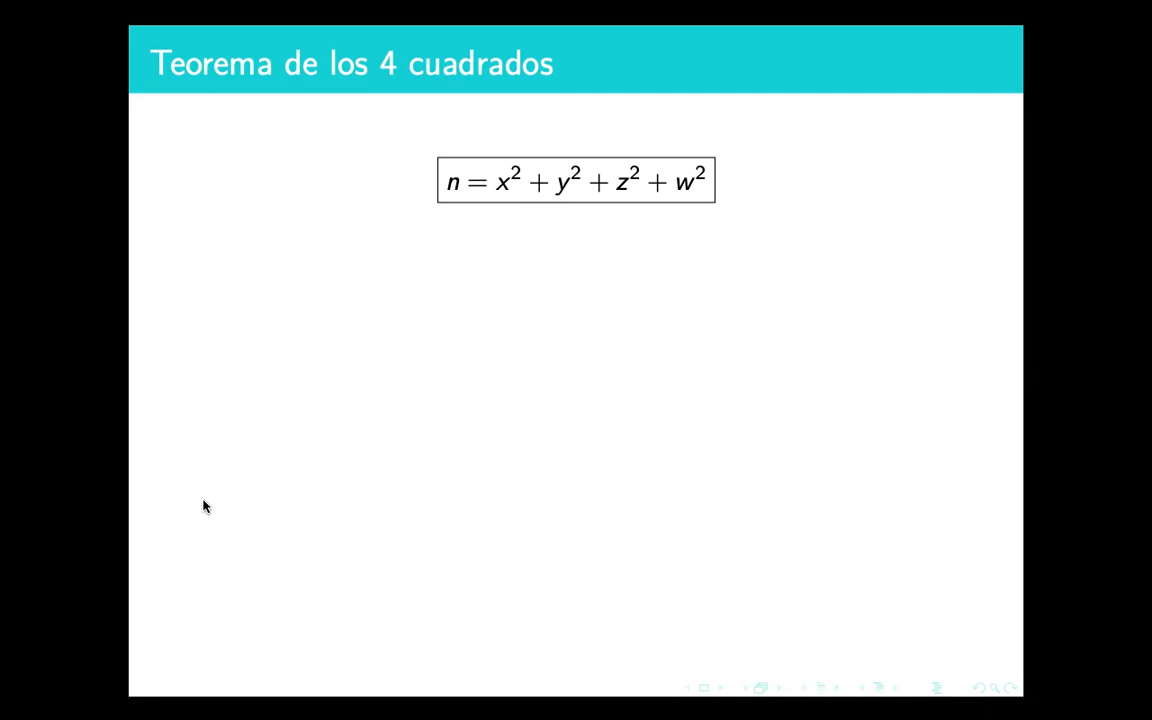 Teorema de los 4 cuadrados
n = x² + y² + z² + w²